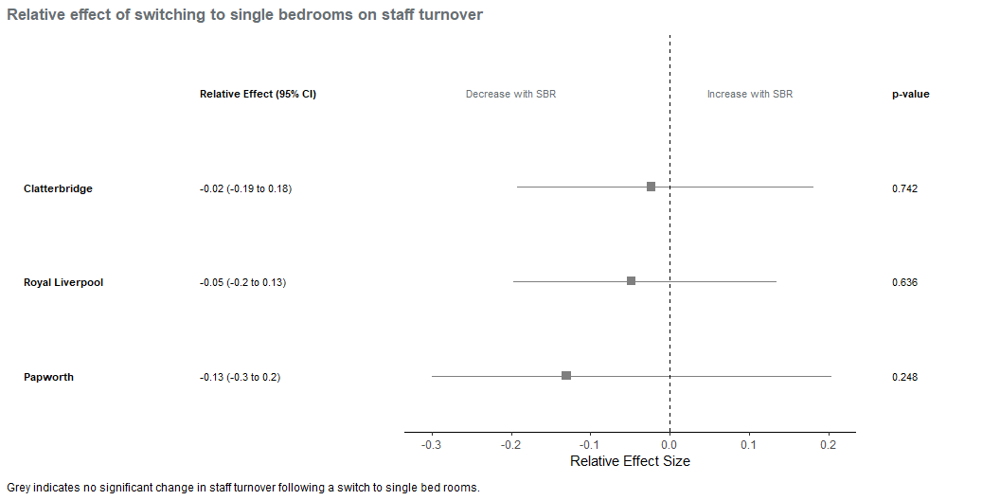 Relative effect of switching to single bedrooms on staff turnover
Relative Effect (95% CI) Decrease with SBR Increase with SBR p-value
Clatterbridge -0.02 (-0.19 to 0.18) 0.742
Royal Liverpool -0.05 (-0.2 to 0.13) 0.636
Papworth -0.13 (-0.3 to 0.2) 0.248
-0.3 -0.2 -0.1 0.0 0.1 0.2
Relative Effect Size
Grey indicates no significant change in staff turnover following a switch to single bed rooms.